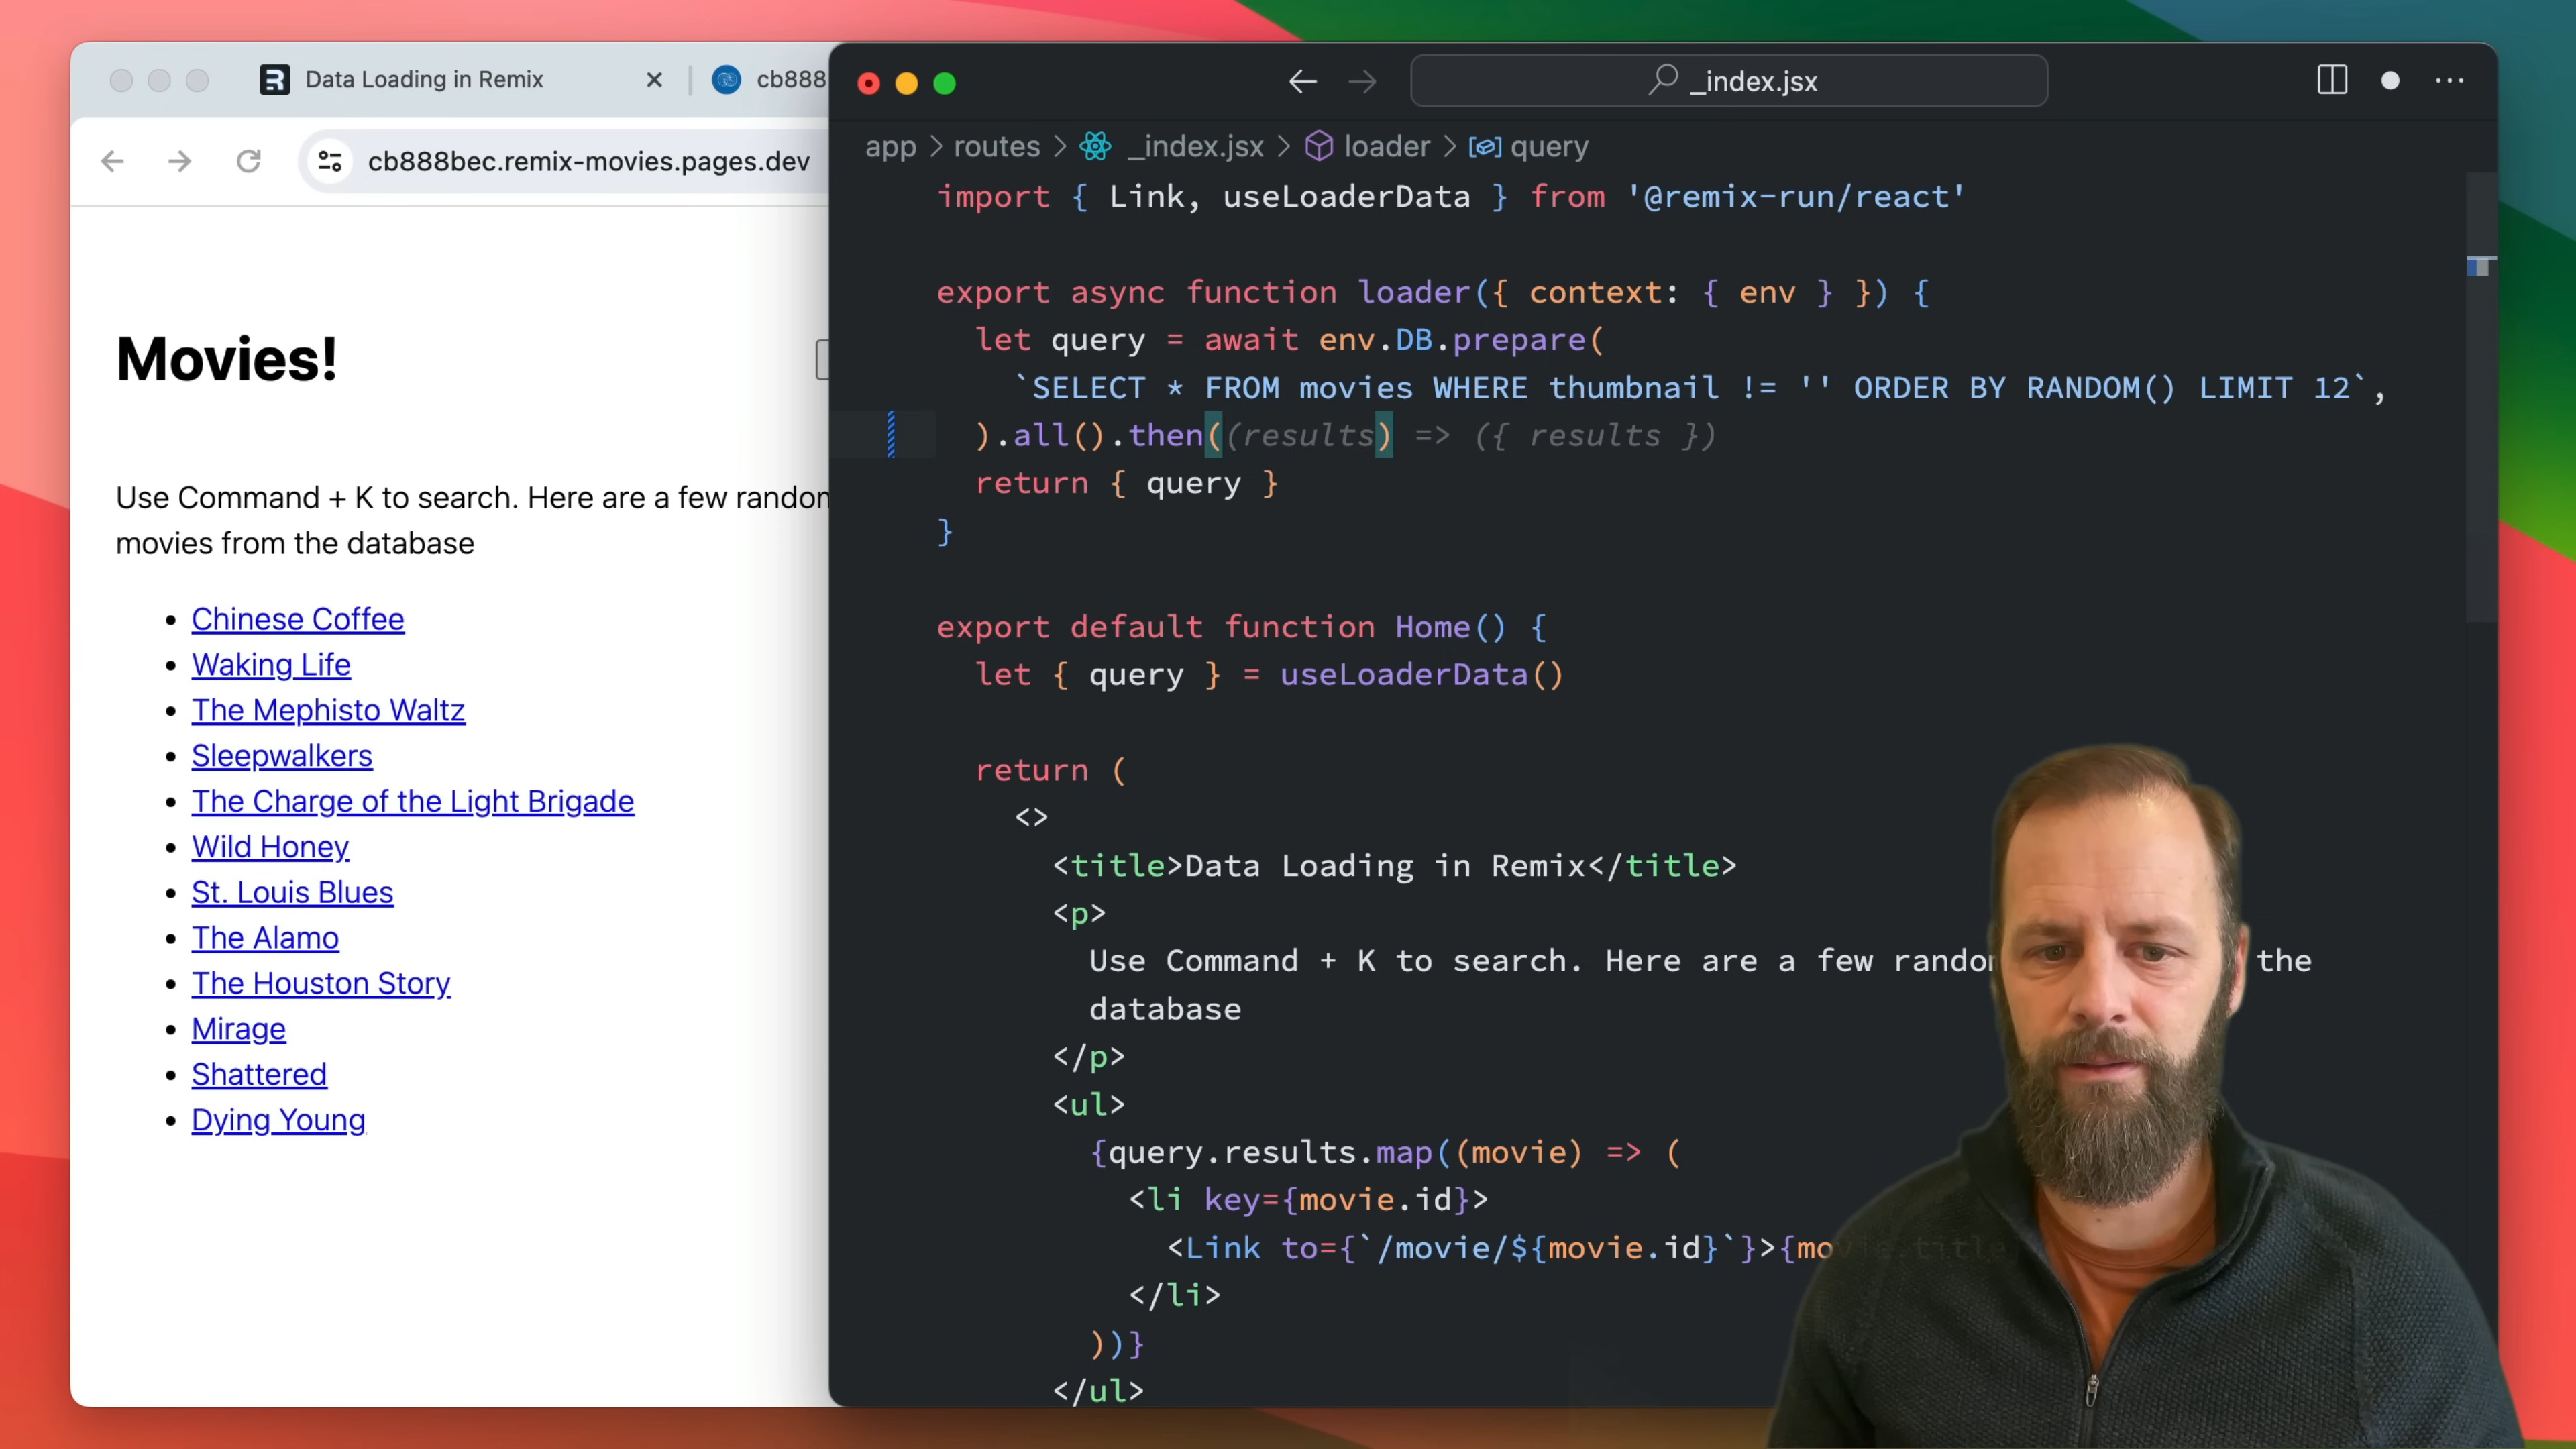 Data Loading in Remix
cb888
cb888bec.remix-movies.pages.dev
Movies!
Use Command + K to search. Here are a few random
movies from the database
Chinese Coffee
Waking Life
The Mephisto Waltz
Sleepwalkers
The Charge of the Light Brigade
Wild Honey
St. Louis Blues
The Alamo
The Houston Story
Mirage
Shattered
Dying Young
_index.jsx
app > routes > _index.jsx > loader > query
import { Link, useLoaderData } from '@remix-run/react'
export async function loader({ context: { env } }) {
let query = await env.DB.prepare(
`SELECT * FROM movies WHERE thumbnail != '' ORDER BY RANDOM() LIMIT 12`,
).all().then((results) => ({ results })
return { query }
}
export default function Home() {
let { query } = useLoaderData()
return (
<>
<title>Data Loading in Remix</title>
<p>
Use Command + K to search. Here are a few random the
database
</p>
<ul>
{query.results.map((movie) => (
<li key={movie.id}>
<Link to={`/movie/${movie.id}`}>{movie.title
</li>
))}
</ul>